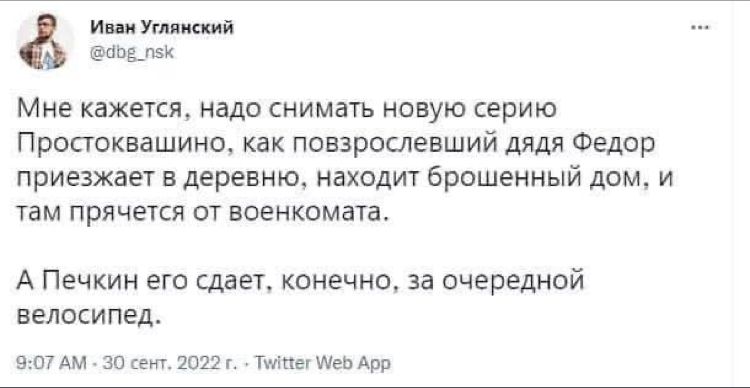 Иван Углянский
@dbg_nsk
Мне кажется, надо снимать новую серию
Простоквашино, как повзрослевший дядя Федор
приезжает в деревню, находит брошенный дом, и
там прячется от военкомата.
А Печкин его сдает, конечно, за очередной
велосипед.
9:07 AM · 30 сент. 2022 г. · Twitter Web App